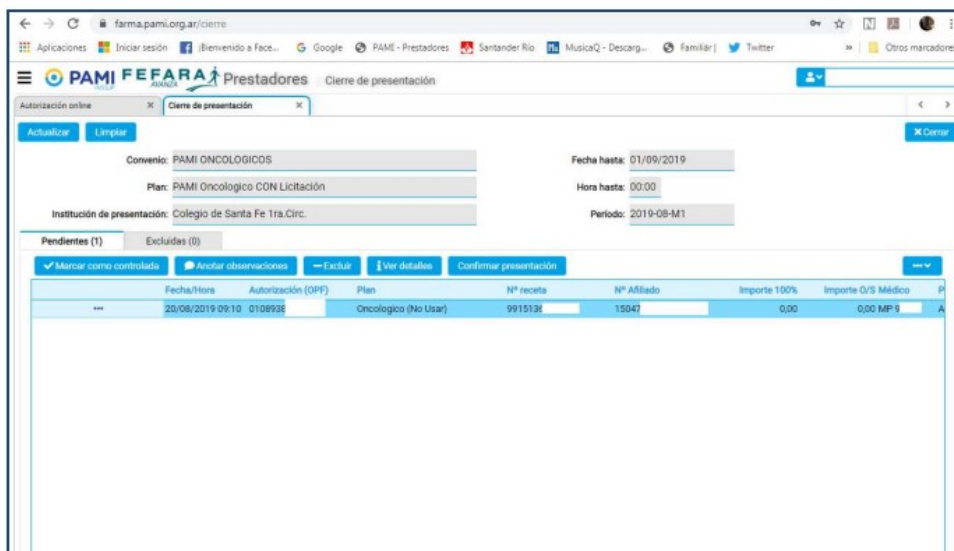 farma.pami.org.ar/cierre
Aplicaciones Iniciar sesión ¡Bienvenido a Face... Google PAMI - Prestadores Santander Río MusicaQ - Descarg... Familiar | Twitter » Otros marcadores
PAMI FEFARA AVANZA Prestadores Cierre de presentación
Autorización online × Cierre de presentación ×
Actualizar Limpiar Cerrar
Convenio: PAMI ONCOLOGICOS Fecha hasta: 01/09/2019
Plan: PAMI Oncologico CON Licitación Hora hasta: 00:00
Institución de presentación: Colegio de Santa Fe 1ra.Circ. Período: 2019-08-M1
Pendientes (1) Excluidas (0)
Marcar como controlada Anotar observaciones Excluir Ver detalles Confirmar presentación
Fecha/Hora Autorización (OPF) Plan Nº receta Nº Afiliado Importe 100% Importe O/S Médico P
20/08/2019 09:10 0108938 Oncologico (No Usar) 991513 15047 0,00 0,00 MP 9 A